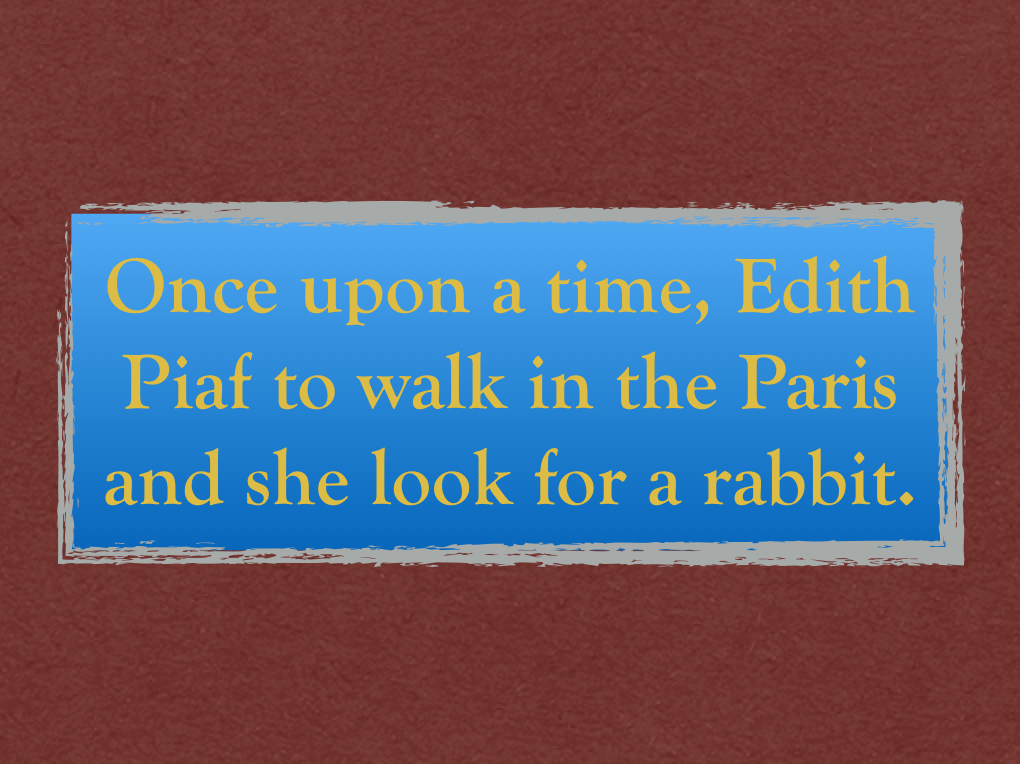 Once upon a time, Edith
Piaf to walk in the Paris
and she look for a rabbit.